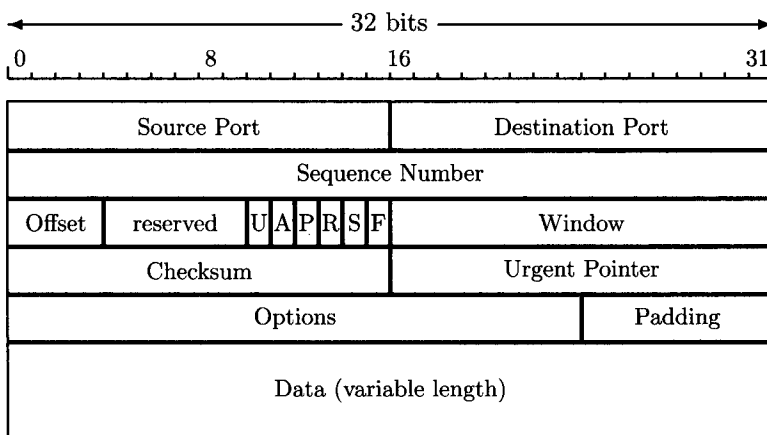 32 bits
0 8 16 31
Source Port Destination Port
Sequence Number
Offset reserved U A P R S F Window
Checksum Urgent Pointer
Options Padding
Data (variable length)